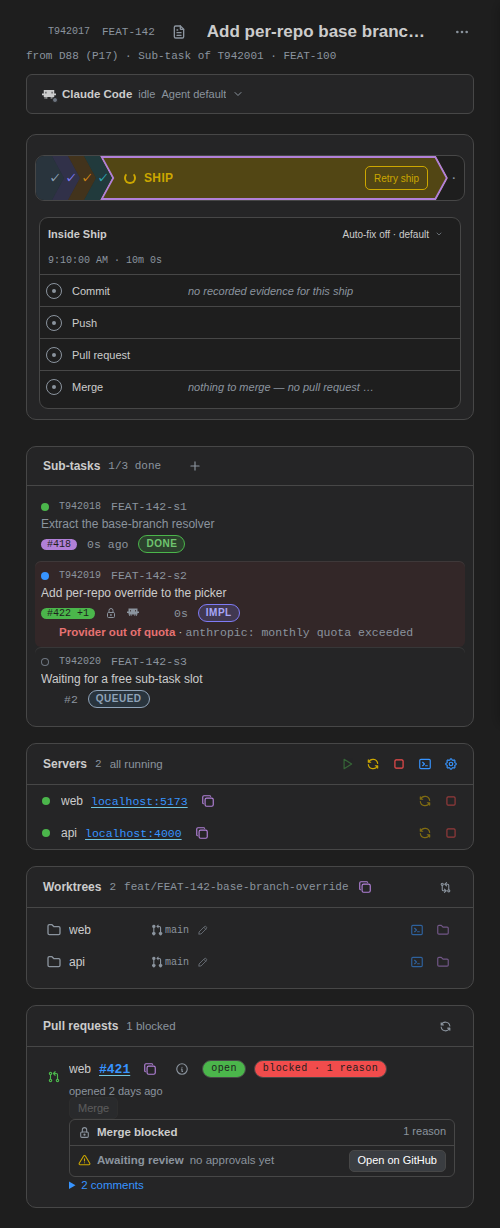 T942017 FEAT-142 Add per-repo base branc…
from D88 (P17) · Sub-task of T942001 · FEAT-100
Claude Code idle Agent default
SHIP Retry ship
Inside Ship Auto-fix off · default
9:10:00 AM · 10m 0s
Commit no recorded evidence for this ship
Push
Pull request
Merge nothing to merge — no pull request …
Sub-tasks 1/3 done
T942018 FEAT-142-s1
Extract the base-branch resolver
#418 0s ago DONE
T942019 FEAT-142-s2
Add per-repo override to the picker
#422 +1 0s IMPL
Provider out of quota · anthropic: monthly quota exceeded
T942020 FEAT-142-s3
Waiting for a free sub-task slot
#2 QUEUED
Servers 2 all running
web localhost:5173
api localhost:4000
Worktrees 2 feat/FEAT-142-base-branch-override
web main
api main
Pull requests 1 blocked
web #421 open blocked · 1 reason
opened 2 days ago
Merge
Merge blocked 1 reason
Awaiting review no approvals yet Open on GitHub
2 comments